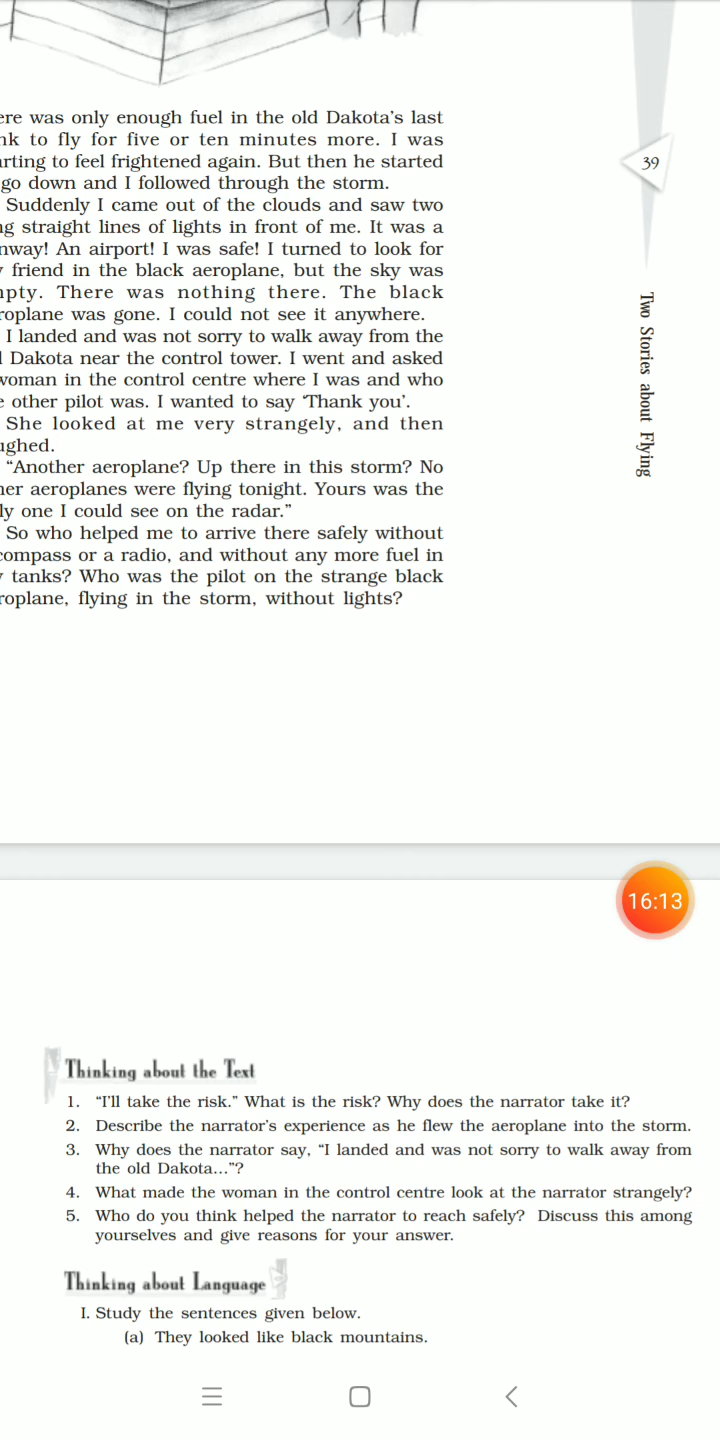 ere was only enough fuel in the old Dakota's last
nk to fly for five or ten minutes more. I was
arting to feel frightened again. But then he started
go down and I followed through the storm.
Suddenly I came out of the clouds and saw two
ng straight lines of lights in front of me. It was a
nway! An airport! I was safe! I turned to look for
y friend in the black aeroplane, but the sky was
npty. There was nothing there. The black
roplane was gone. I could not see it anywhere.
I landed and was not sorry to walk away from the
l Dakota near the control tower. I went and asked
woman in the control centre where I was and who
e other pilot was. I wanted to say 'Thank you'.
She looked at me very strangely, and then
ughed.
“Another aeroplane? Up there in this storm? No
her aeroplanes were flying tonight. Yours was the
ly one I could see on the radar.”
So who helped me to arrive there safely without
compass or a radio, and without any more fuel in
y tanks? Who was the pilot on the strange black
roplane, flying in the storm, without lights?
39
Two Stories about Flying
16:13
Thinking about the Text
1. “I'll take the risk.” What is the risk? Why does the narrator take it?
2. Describe the narrator's experience as he flew the aeroplane into the storm.
3. Why does the narrator say, “I landed and was not sorry to walk away from
the old Dakota...”?
4. What made the woman in the control centre look at the narrator strangely?
5. Who do you think helped the narrator to reach safely? Discuss this among
yourselves and give reasons for your answer.
Thinking about Language
I. Study the sentences given below.
(a) They looked like black mountains.